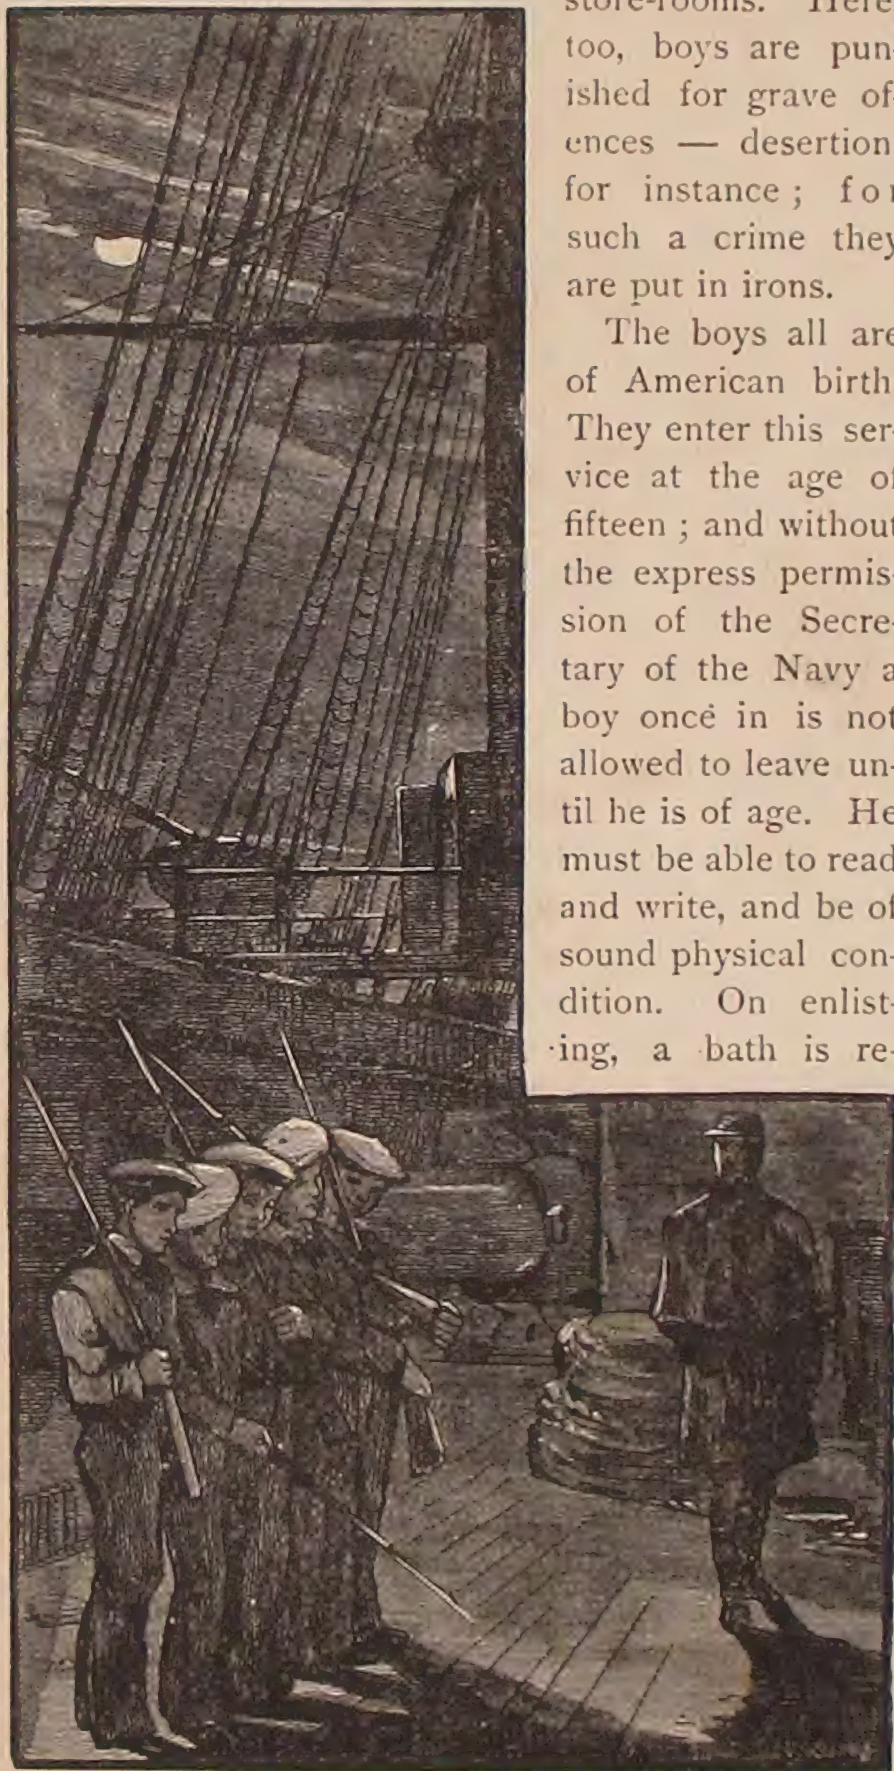 store-rooms. Here
too, boys are pun-
ished for grave of-
ences — desertion
for instance ; for
such a crime they
are put in irons.
The boys all are
of American birth
They enter this ser-
vice at the age of
fifteen ; and without
the express permis-
sion of the Secre-
tary of the Navy a
boy once in is not
allowed to leave un-
til he is of age. He
must be able to read
and write, and be of
sound physical con-
dition. On enlist-
ing, a bath is re-